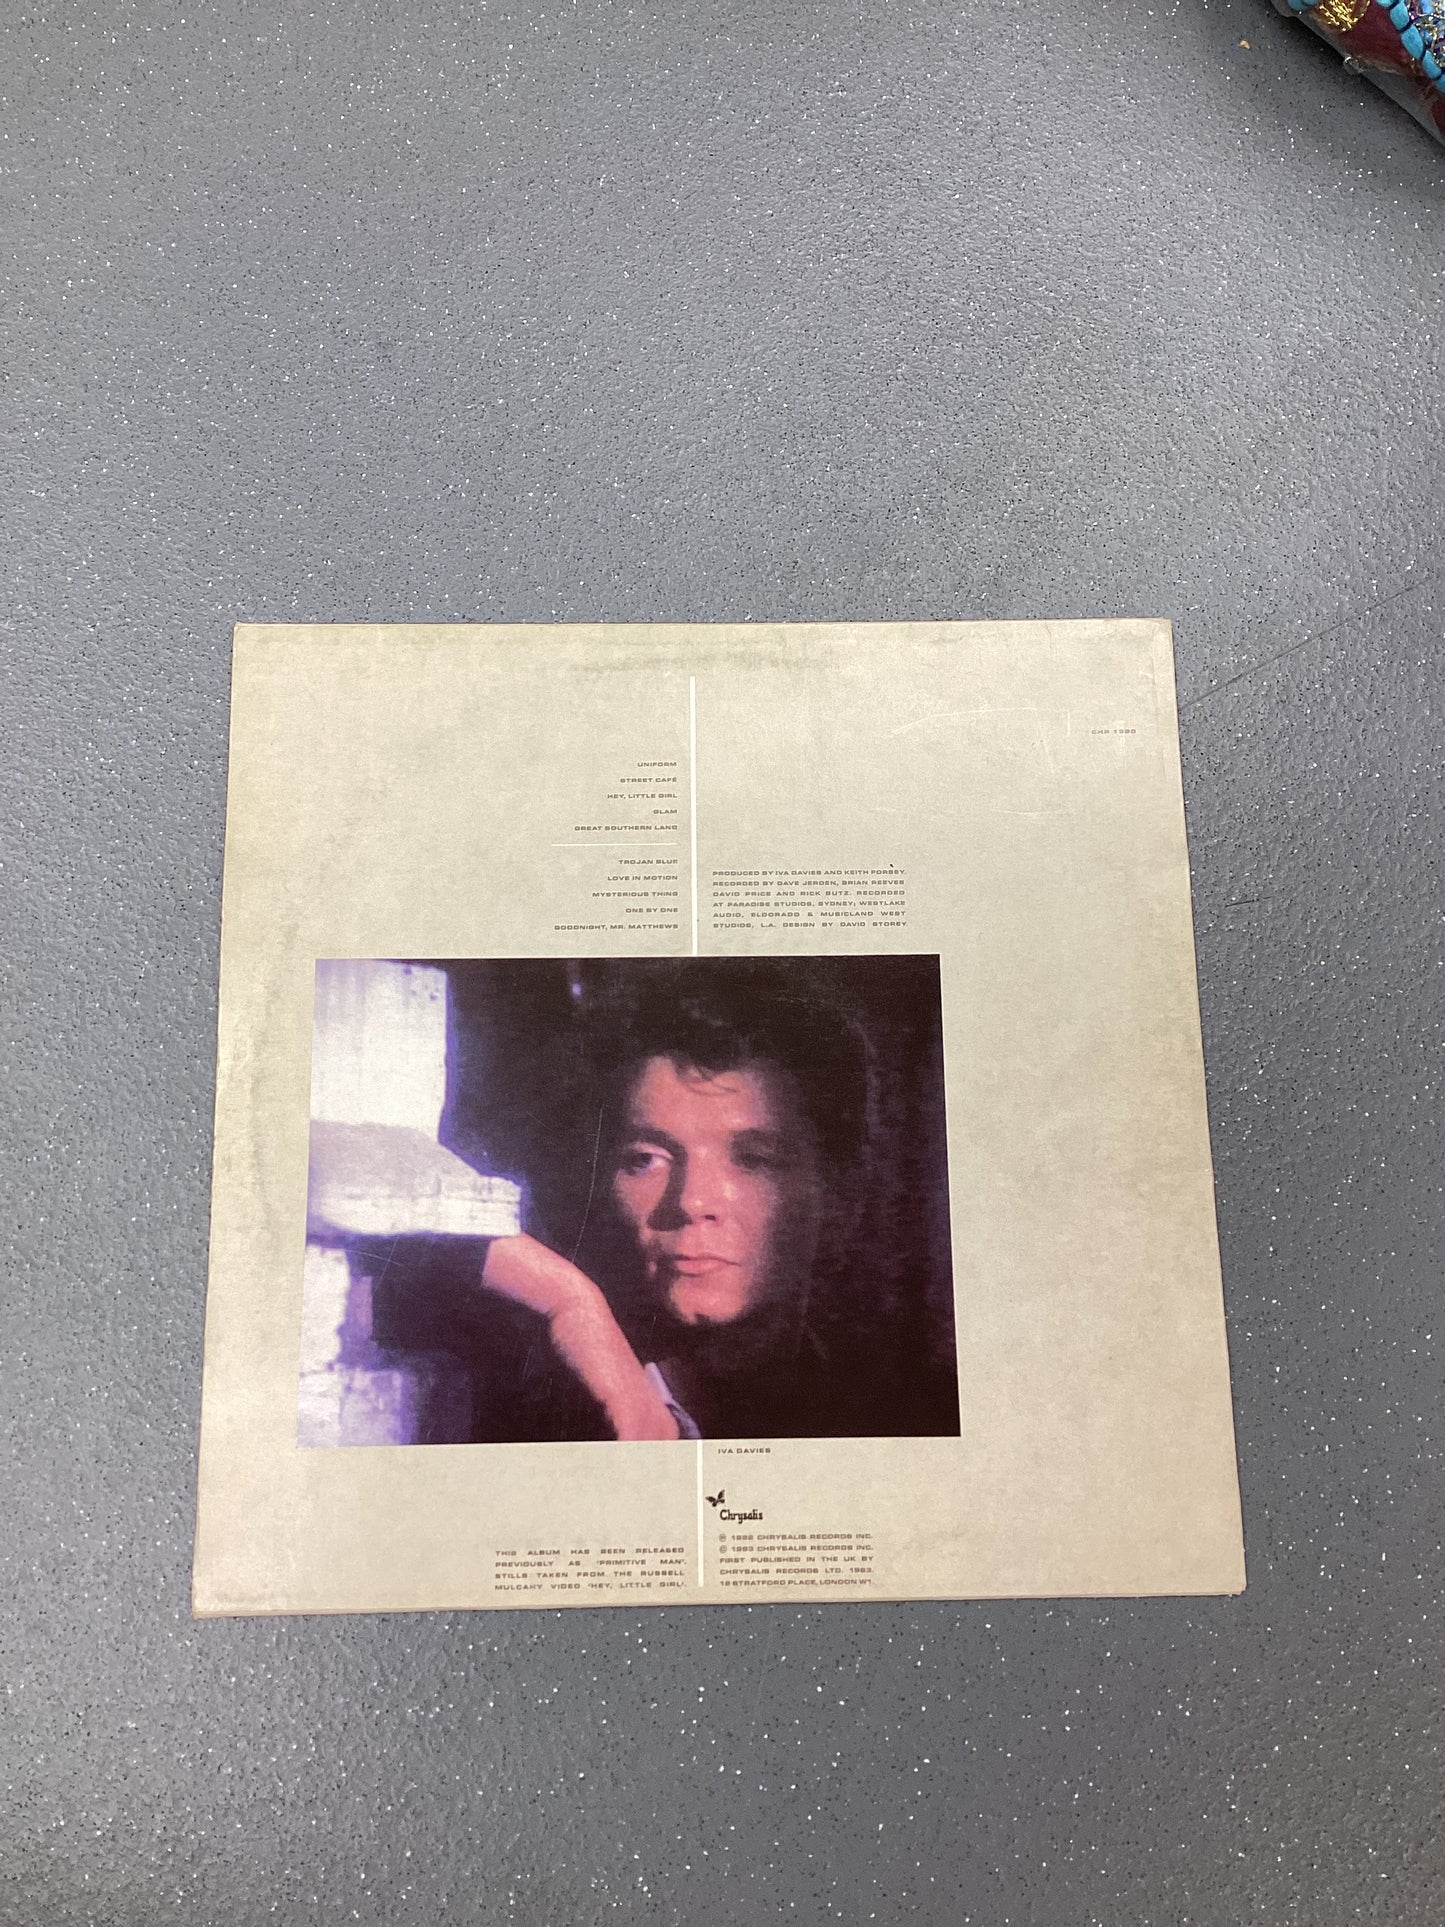 CHR 1390
UNIFORM
STREET CAFÉ
HEY, LITTLE GIRL
GLAM
GREAT SOUTHERN LAND
TROJAN BLUE
LOVE IN MOTION
MYSTERIOUS THING
ONE BY ONE
GOODNIGHT, MR. MATTHEWS
PRODUCED BY IVA DAVIES AND KEITH FORSEY.
RECORDED BY DAVE JERDEN, BRIAN REEVES
DAVID PRICE AND RICK BUTZ. RECORDED
AT PARADISE STUDIOS, SYDNEY; WESTLAKE
AUDIO, ELDORADO & MUSICLAND WEST
STUDIOS, L.A. DESIGN BY DAVID STOREY.
IVA DAVIES
Chrysalis
THIS ALBUM HAS BEEN RELEASED
PREVIOUSLY AS 'PRIMITIVE MAN'.
STILLS TAKEN FROM THE RUSSELL
MULCAHY VIDEO 'HEY, LITTLE GIRL'.
℗ 1982 CHRYSALIS RECORDS INC.
© 1983 CHRYSALIS RECORDS INC.
FIRST PUBLISHED IN THE UK BY
CHRYSALIS RECORDS LTD. 1983.
12 STRATFORD PLACE, LONDON W1.